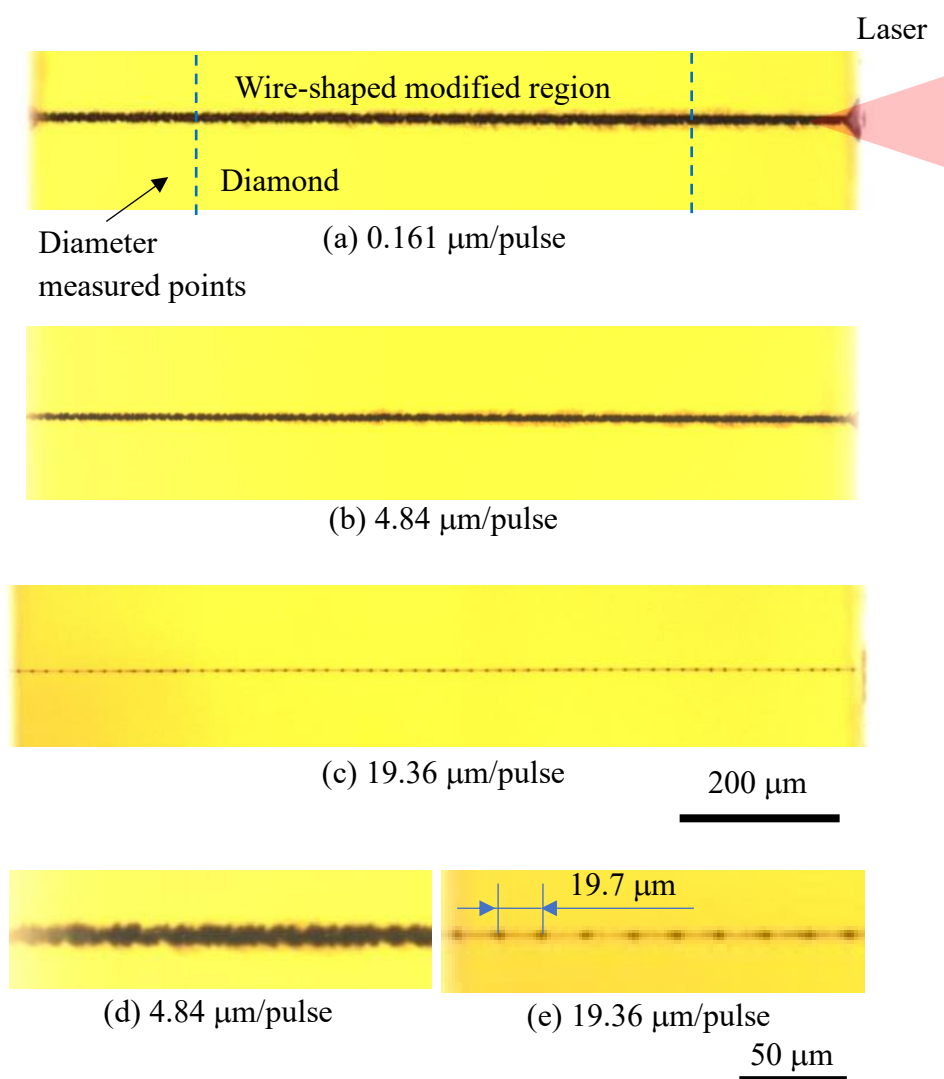 Laser
Wire-shaped modified region
Diamond
Diameter
measured points
(a) 0.161 μm/pulse
(b) 4.84 μm/pulse
(c) 19.36 μm/pulse
200 μm
19.7 μm
(d) 4.84 μm/pulse
(e) 19.36 μm/pulse
50 μm